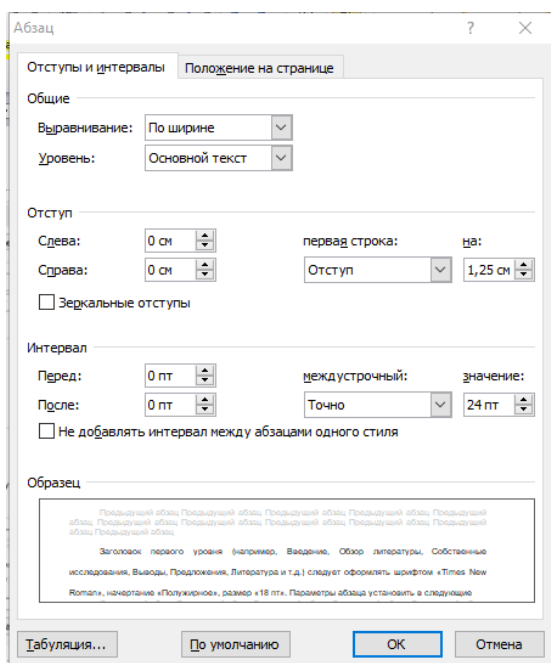 Абзац ?
Отступы и интервалы Положение на странице
Общие
Выравнивание: По ширине
Уровень: Основной текст
Отступ
Слева: 0 см первая строка: на:
Справа: 0 см Отступ 1,25 см
Зеркальные отступы
Интервал
Перед: 0 пт междустрочный: значение:
После: 0 пт Точно 24 пт
Не добавлять интервал между абзацами одного стиля
Образец
Предыдущий абзац Предыдущий абзац Предыдущий абзац Предыдущий абзац Предыдущий
абзац Предыдущий абзац Предыдущий абзац Предыдущий абзац Предыдущий абзац Предыдущий
абзац Предыдущий абзац
Заголовок первого уровня (например, Введение, Обзор литературы, Собственные
исследования, Выводы, Предложения, Литература и т.д.) следует оформлять шрифтом «Times New
Roman», начертание «Полужирное», размер «18 пт». Параметры абзаца установить в следующие
Табуляция... По умолчанию ОК Отмена